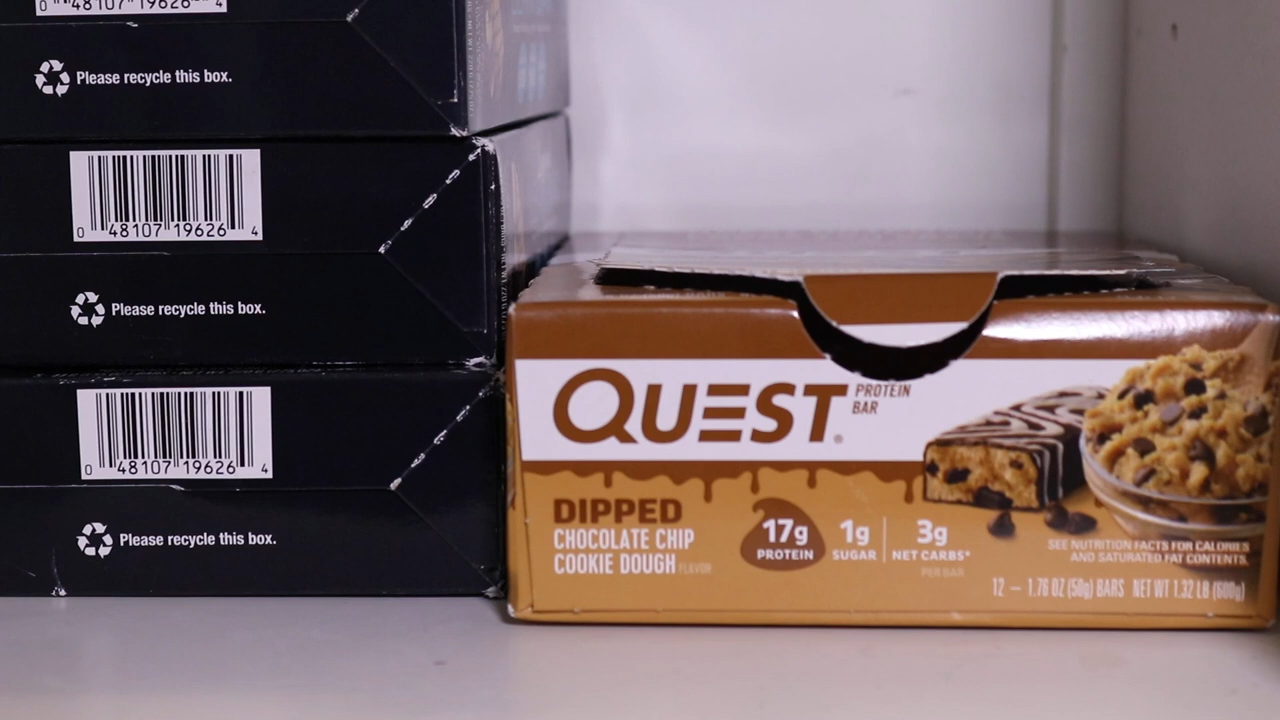 0 48107 19626 4
Please recycle this box.
0 48107 19626 4
Please recycle this box.
0 48107 19626 4
Please recycle this box.
QUEST®
PROTEIN
BAR
DIPPED
CHOCOLATE CHIP
COOKIE DOUGH FLAVOR
17g
PROTEIN
1g
SUGAR
3g
NET CARBS*
PER BAR
SEE NUTRITION FACTS FOR CALORIES
AND SATURATED FAT CONTENTS.
12 – 1.76 OZ (50g) BARS NET WT 1.32 LB (600g)